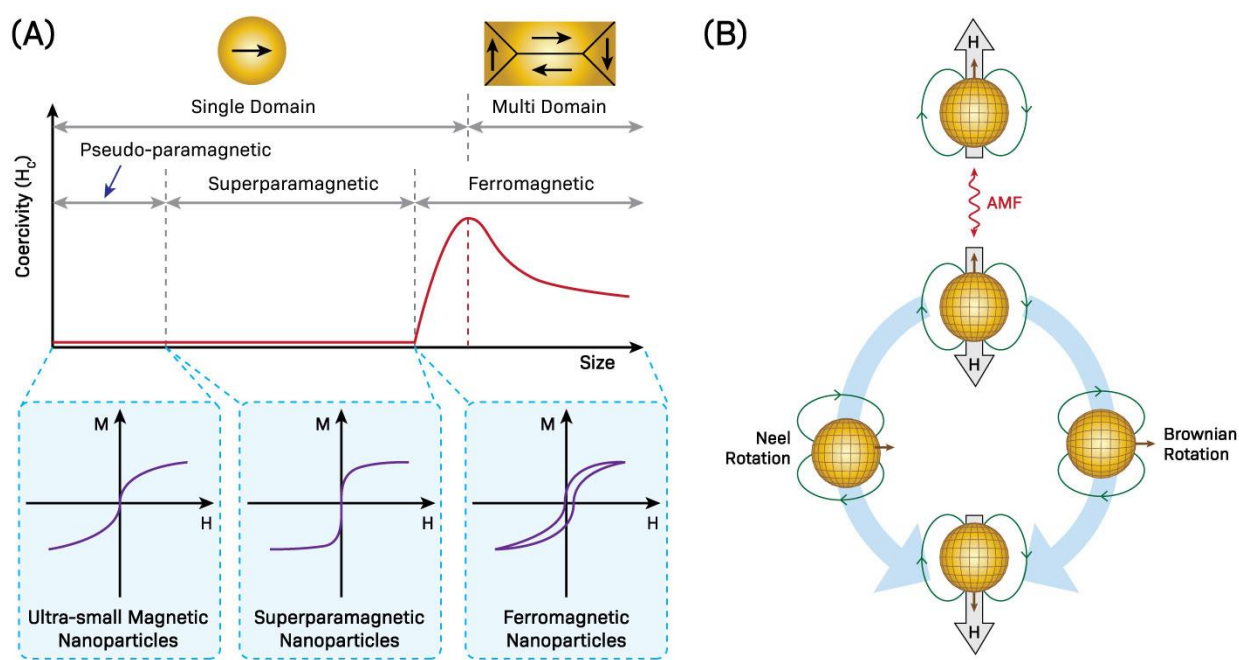 (A)
Single Domain
Multi Domain
Pseudo-paramagnetic
Superparamagnetic
Ferromagnetic
Coercivity (Hc)
Size
M
H
Ultra-small Magnetic
Nanoparticles
M
H
Superparamagnetic
Nanoparticles
M
H
Ferromagnetic
Nanoparticles
(B)
H
AMF
H
Neel
Rotation
Brownian
Rotation
H